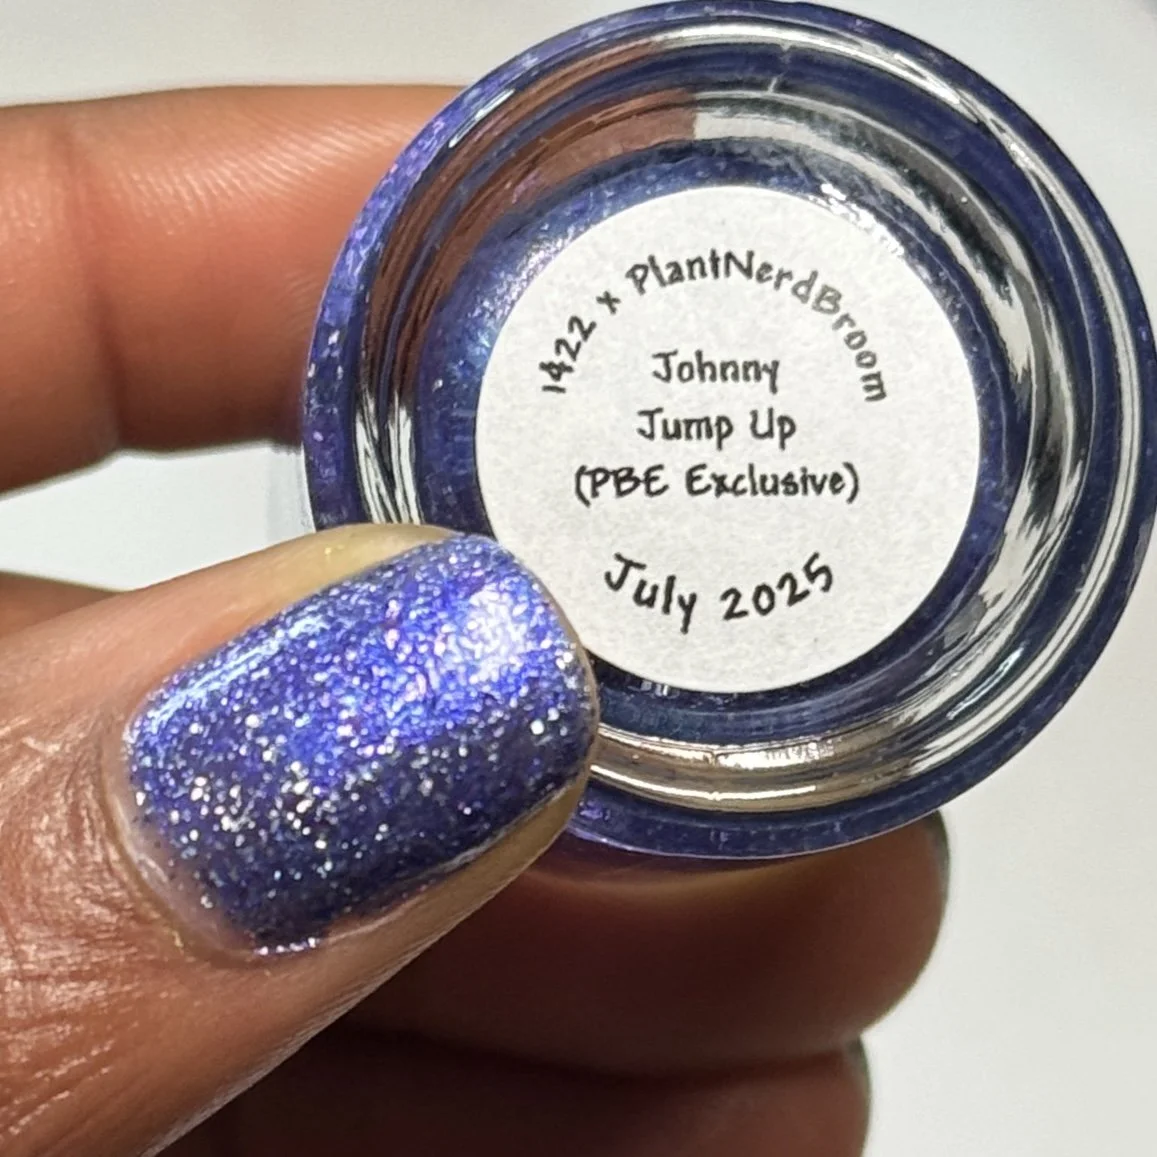 1422 x PlantNerdBroom
Johnny
Jump Up
(PBE Exclusive)
July 2025